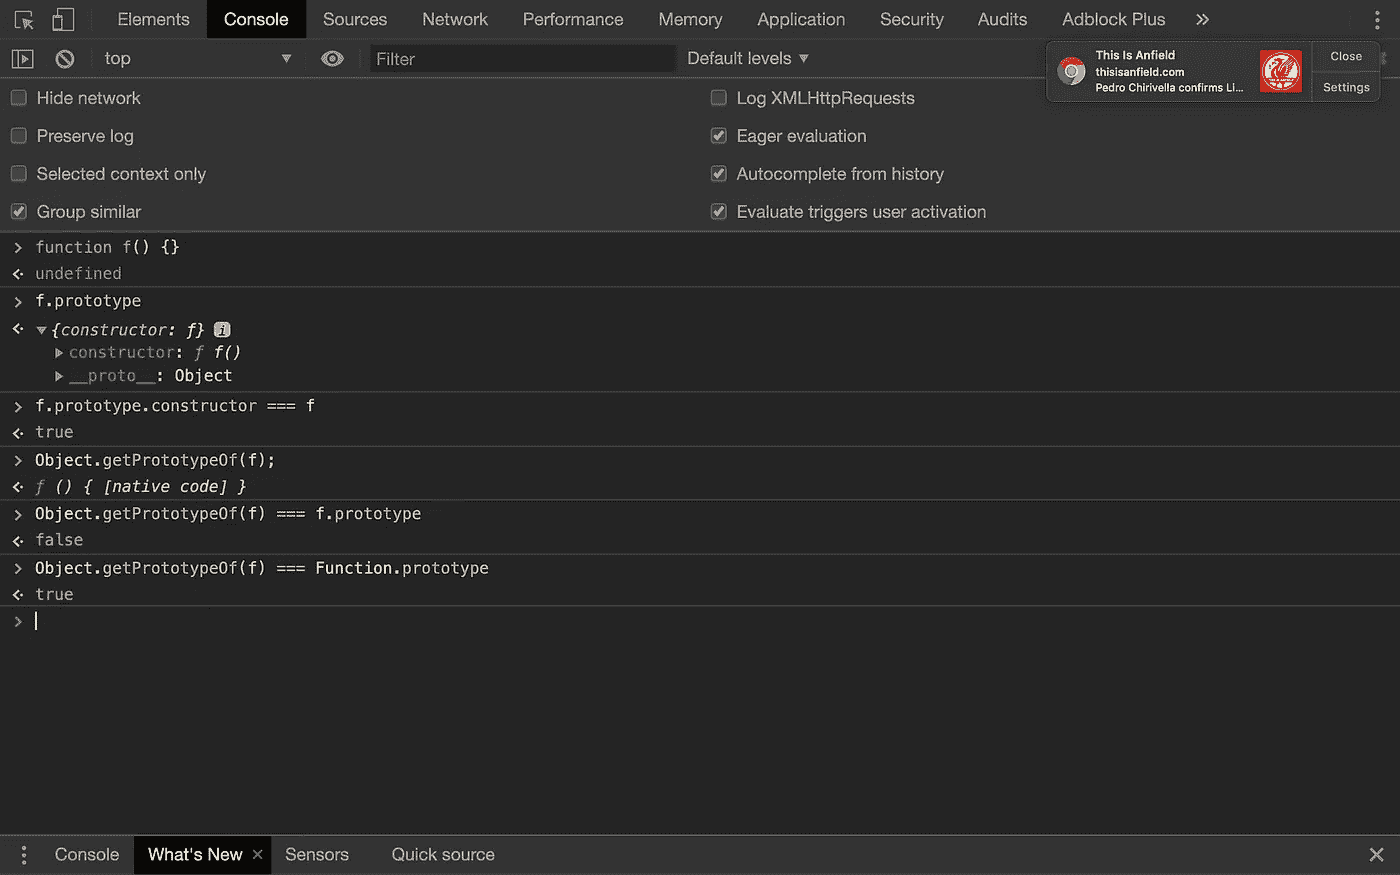 Elements Console Sources Network Performance Memory Application Security Audits Adblock Plus »
top ▼ Filter Default levels ▼
This Is Anfield
thisisanfield.com
Pedro Chirivella confirms Li...
Close
Settings
Hide network
Log XMLHttpRequests
Preserve log
Eager evaluation
Selected context only
Autocomplete from history
Group similar
Evaluate triggers user activation
> function f() {}
< undefined
> f.prototype
< ▼{constructor: ƒ} i
▶ constructor: ƒ f()
▶ __proto__: Object
> f.prototype.constructor === f
< true
> Object.getPrototypeOf(f);
< ƒ () { [native code] }
> Object.getPrototypeOf(f) === f.prototype
< false
> Object.getPrototypeOf(f) === Function.prototype
< true
>
Console What's New × Sensors Quick source ×